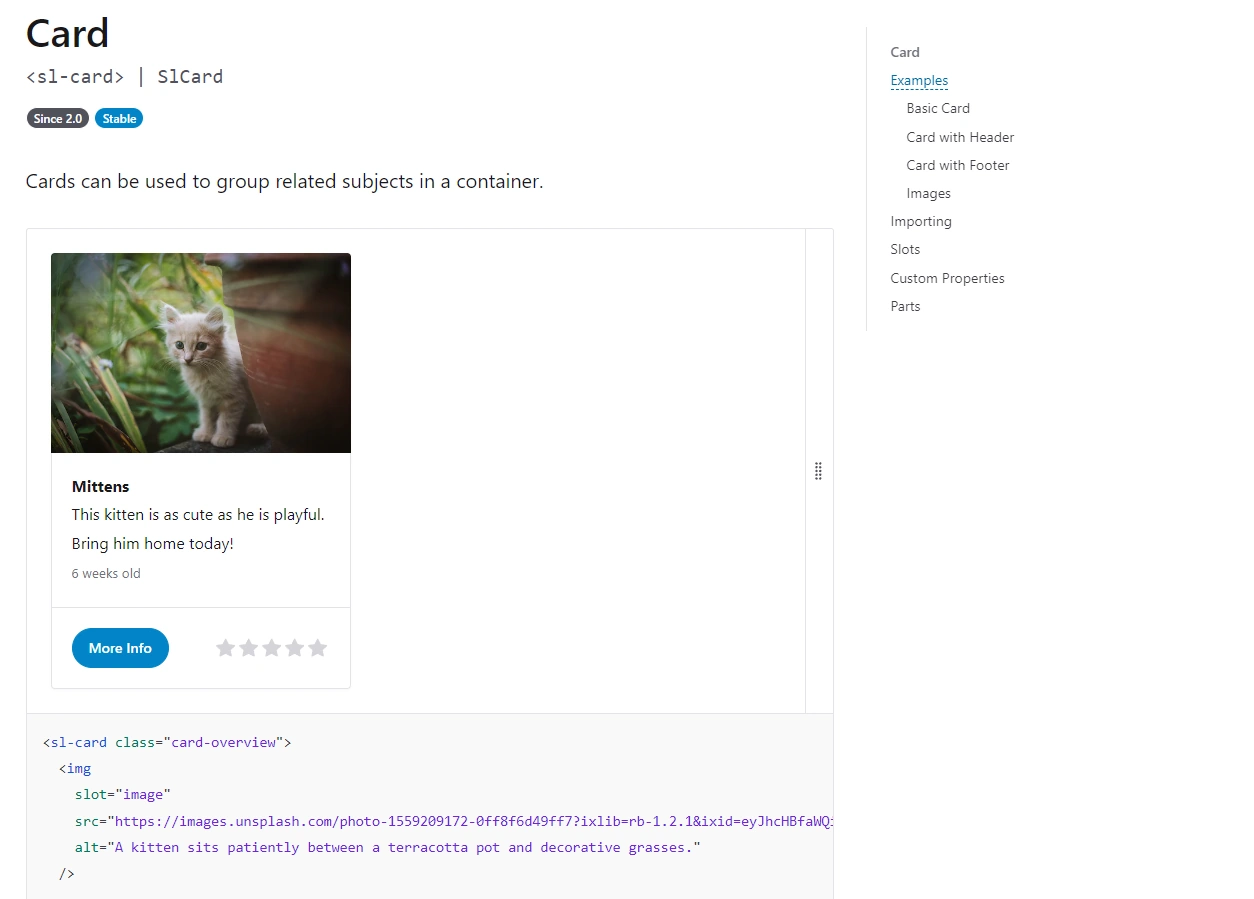 Card
<sl-card> | SlCard
Since 2.0 Stable
Cards can be used to group related subjects in a container.
Mittens
This kitten is as cute as he is playful.
Bring him home today!
6 weeks old
More Info
<sl-card class="card-overview">
<img
slot="image"
src="https://images.unsplash.com/photo-1559209172-0ff8f6d49ff7?ixlib=rb-1.2.1&ixid=eyJhcHBfaWQi
alt="A kitten sits patiently between a terracotta pot and decorative grasses."
/>
Card
Examples
Basic Card
Card with Header
Card with Footer
Images
Importing
Slots
Custom Properties
Parts